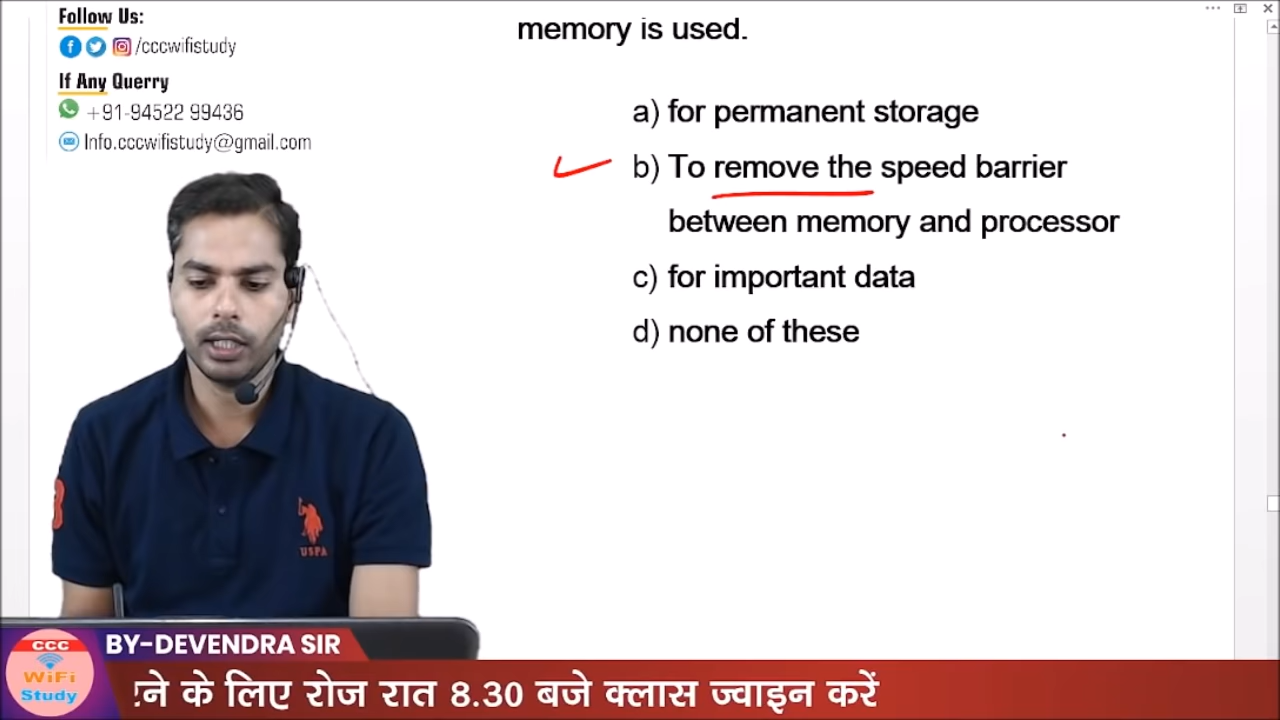 Follow Us:
/cccwifistudy
If Any Querry
+91-94522 99436
Info.cccwifistudy@gmail.com
memory is used.
a) for permanent storage
b) To remove the speed barrier
between memory and processor
c) for important data
d) none of these
USPA
BY-DEVENDRA SIR
CCC
WiFi
Study
के लिए रोज रात 8.30 बजे क्लास ज्वाइन करें